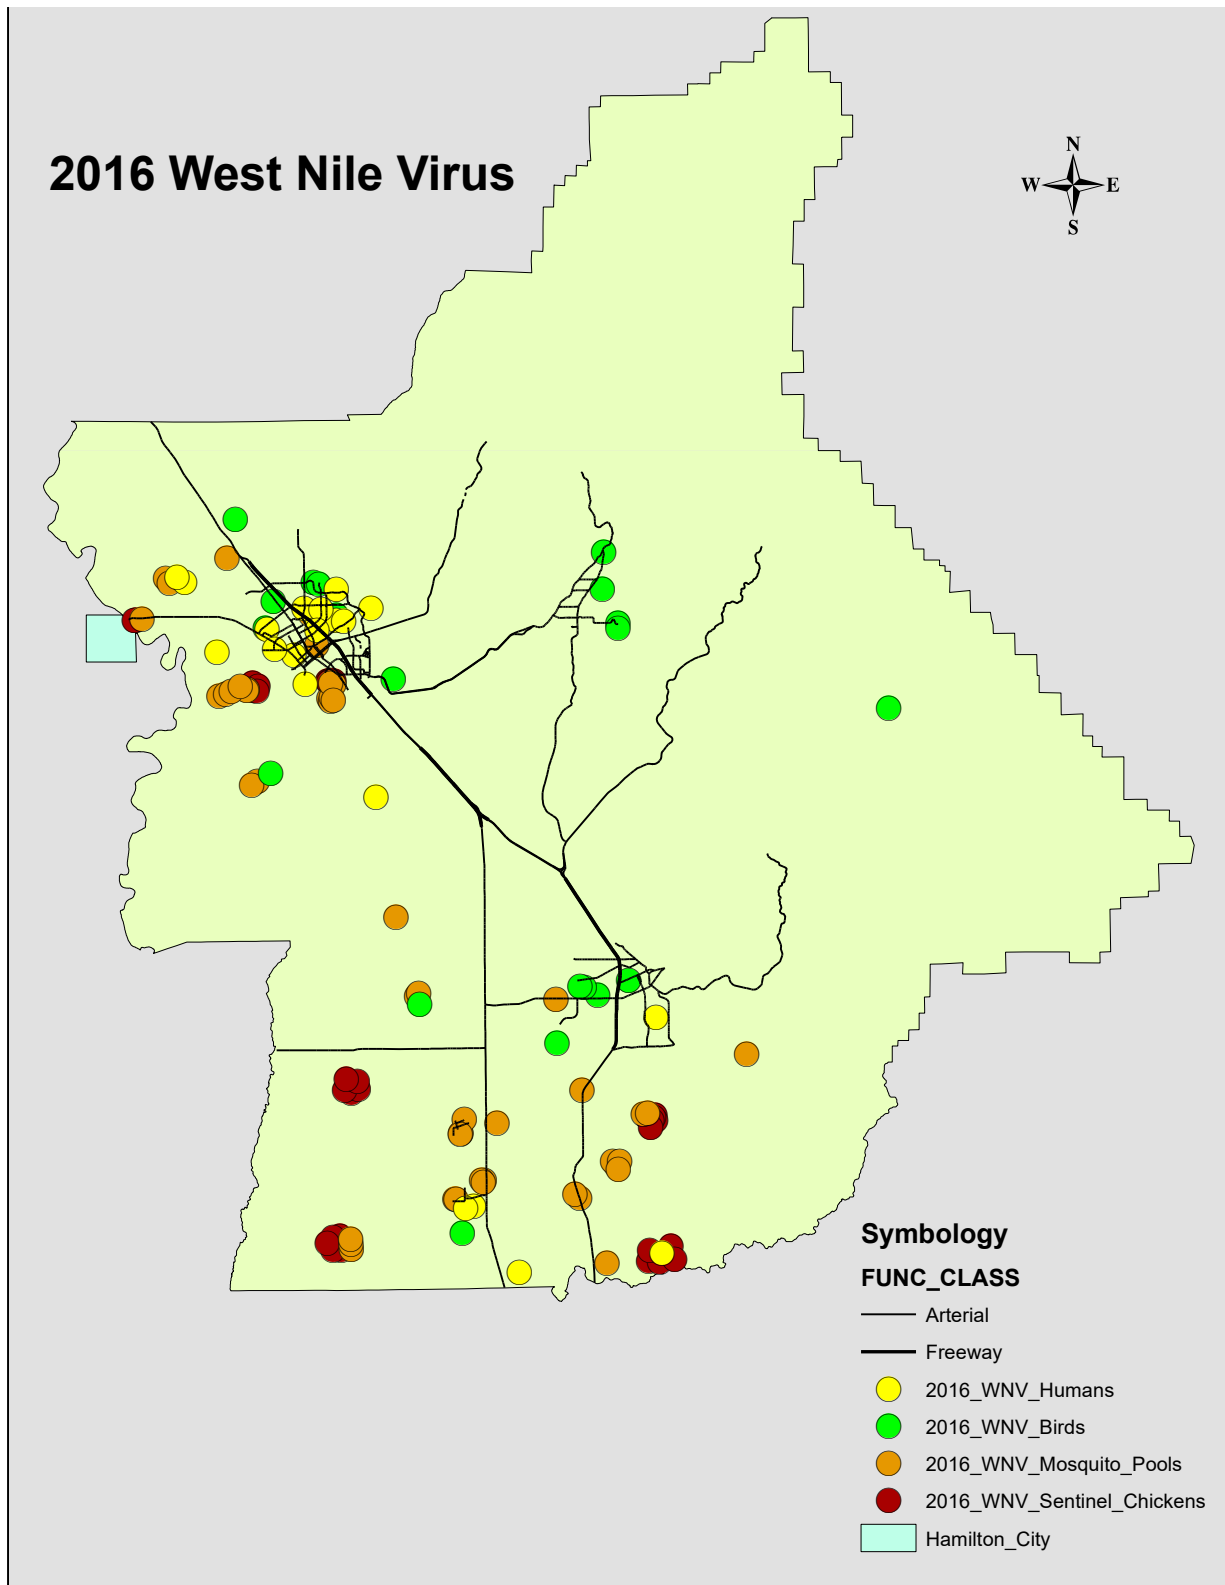 2016 West Nile Virus
N
W E
S
Symbology
FUNC_CLASS
Arterial
Freeway
2016_WNV_Humans
2016_WNV_Birds
2016_WNV_Mosquito_Pools
2016_WNV_Sentinel_Chickens
Hamilton_City